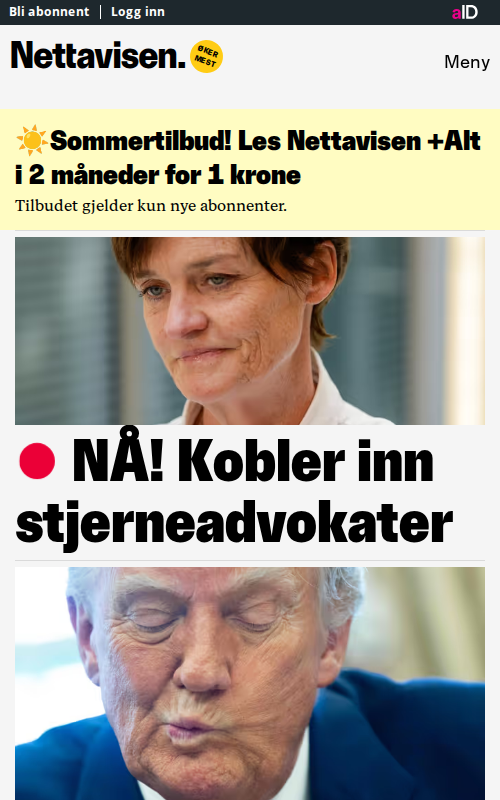 Bli abonnent Logg inn aID
Nettavisen. ØKER MEST
Meny
☀️Sommertilbud! Les Nettavisen +Alt
i 2 måneder for 1 krone
Tilbudet gjelder kun nye abonnenter.
🔴 NÅ! Kobler inn
stjerneadvokater